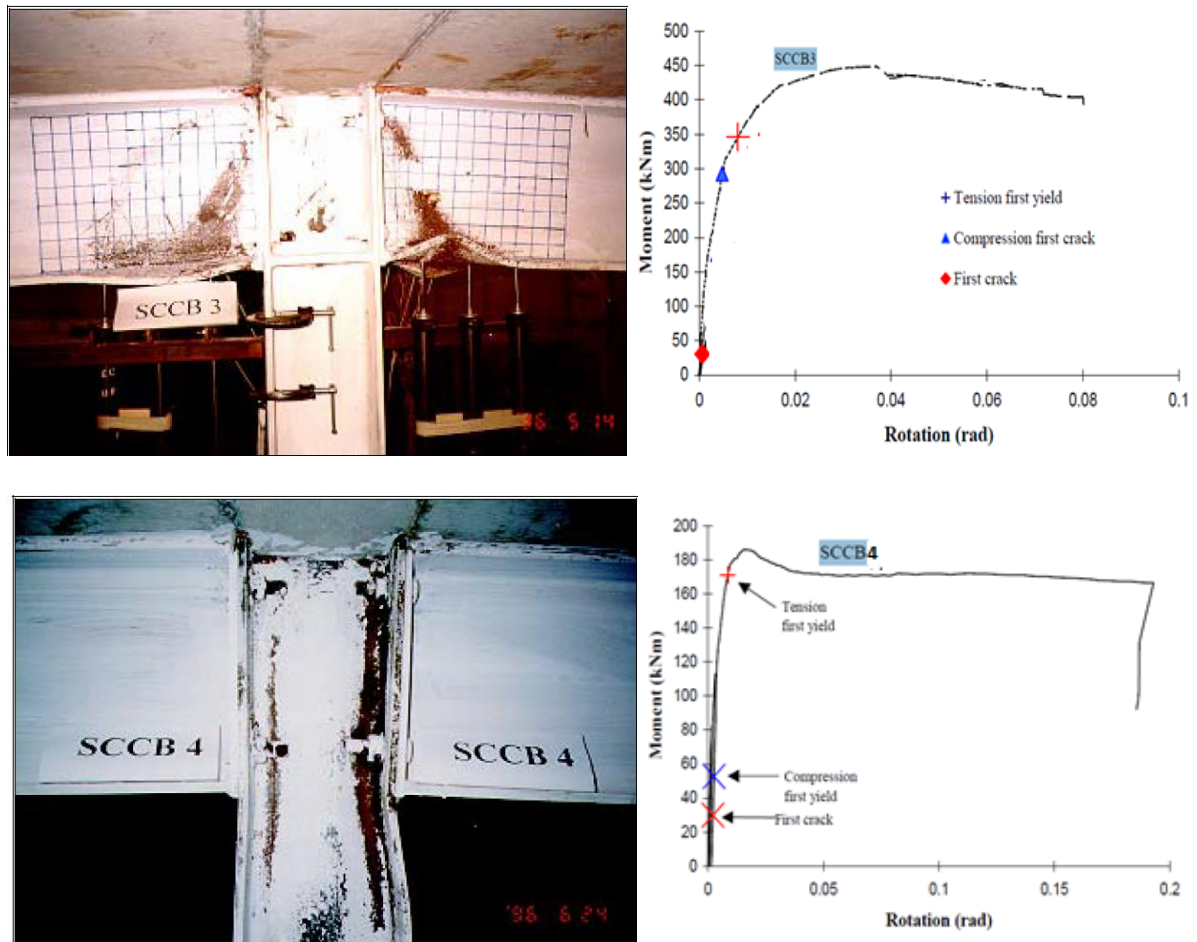 SCCB 3
'96 5 14
500
450
400
350
300
250
200
150
100
50
0
Moment (kNm)
SCCB3
Tension first yield
Compression first crack
First crack
0 0.02 0.04 0.06 0.08 0.1
Rotation (rad)
SCCB 4
SCCB 4
'96 6 24
200
180
160
140
120
100
80
60
40
20
0
Moment (kNm)
SCCB4
Tension
first yield
Compression
first yield
First crack
0 0.05 0.1 0.15 0.2
Rotation (rad)